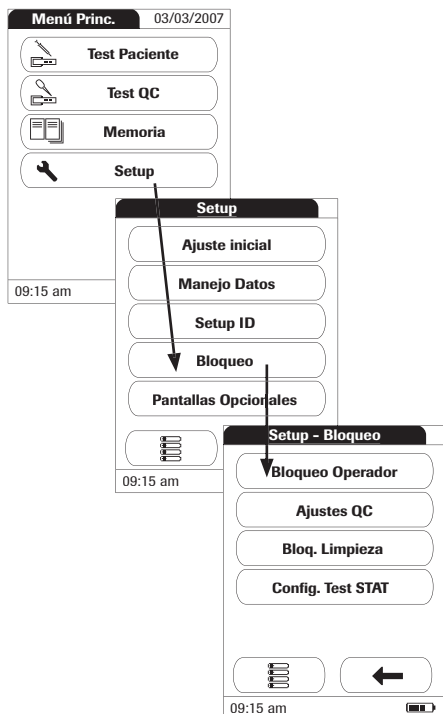 Menú Princ. 03/03/2007
Test Paciente
Test QC
Memoria
Setup
09:15 am
Setup
Ajuste inicial
Manejo Datos
Setup ID
Bloqueo
Pantallas Opcionales
09:15 am
Setup - Bloqueo
Bloqueo Operador
Ajustes QC
Bloq. Limpieza
Config. Test STAT
09:15 am